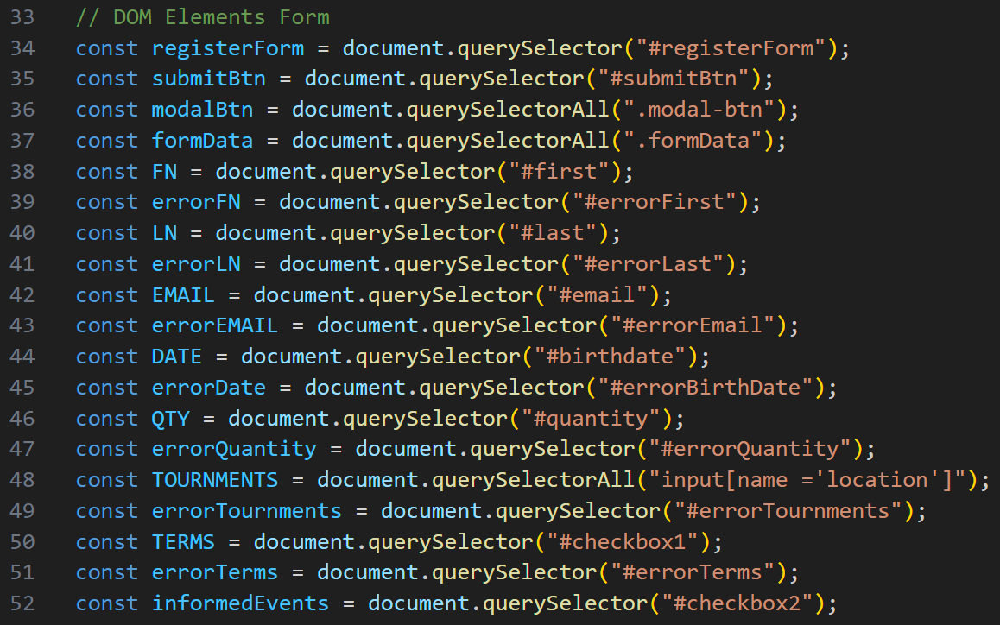 33 // DOM Elements Form
34 const registerForm = document.querySelector("#registerForm");
35 const submitBtn = document.querySelector("#submitBtn");
36 const modalBtn = document.querySelectorAll(".modal-btn");
37 const formData = document.querySelectorAll(".formData");
38 const FN = document.querySelector("#first");
39 const errorFN = document.querySelector("#errorFirst");
40 const LN = document.querySelector("#last");
41 const errorLN = document.querySelector("#errorLast");
42 const EMAIL = document.querySelector("#email");
43 const errorEMAIL = document.querySelector("#errorEmail");
44 const DATE = document.querySelector("#birthdate");
45 const errorDate = document.querySelector("#errorBirthDate");
46 const QTY = document.querySelector("#quantity");
47 const errorQuantity = document.querySelector("#errorQuantity");
48 const TOURNMENTS = document.querySelectorAll("input[name ='location']");
49 const errorTournments = document.querySelector("#errorTournments");
50 const TERMS = document.querySelector("#checkbox1");
51 const errorTerms = document.querySelector("#errorTerms");
52 const informedEvents = document.querySelector("#checkbox2");